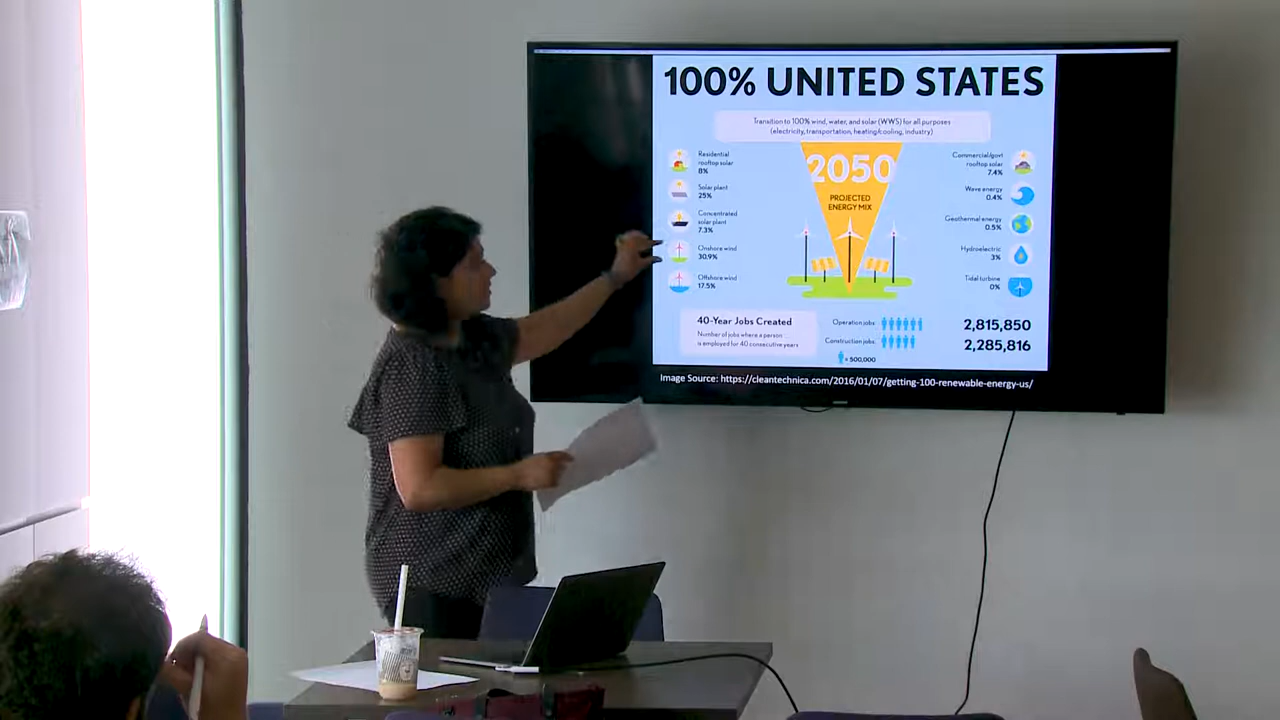 100% UNITED STATES
Transition to 100% wind, water, and solar (WWS) for all purposes
(electricity, transportation, heating/cooling, industry)
Residential
rooftop solar
8%
Solar plant
25%
Concentrated
solar plant
7.3%
Onshore wind
30.9%
Offshore wind
17.5%
2050
PROJECTED
ENERGY MIX
Commercial/govt
rooftop solar
7.4%
Wave energy
0.4%
Geothermal energy
0.5%
Hydroelectric
3%
Tidal turbine
0%
40-Year Jobs Created
Number of jobs where a person
is employed for 40 consecutive years
Operation jobs: 2,815,850
Construction jobs: 2,285,816
= 500,000
Image Source: https://cleantechnica.com/2016/01/07/getting-100-renewable-energy-us/